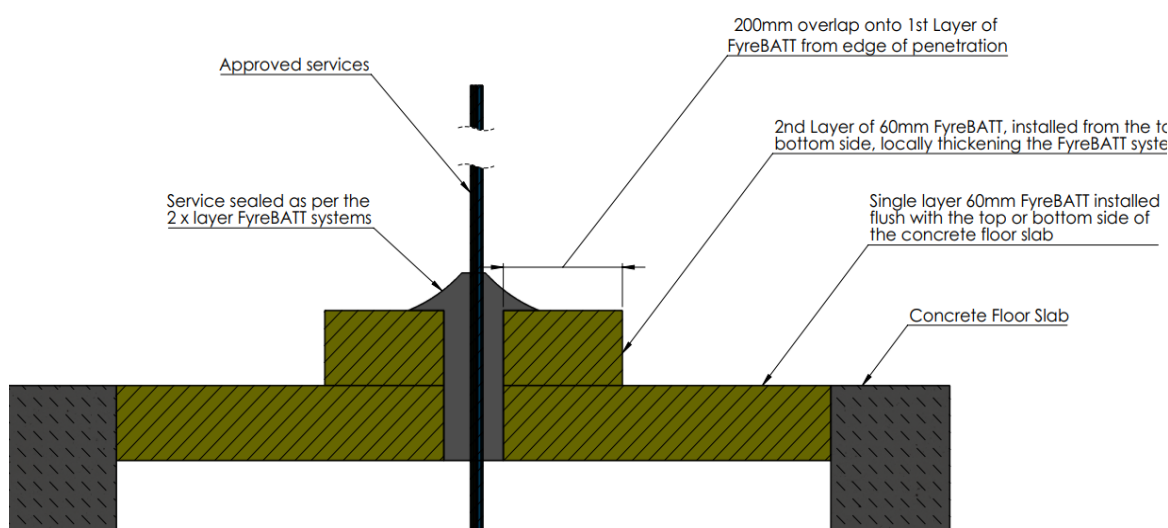 200mm overlap onto 1st Layer of
FyreBATT from edge of penetration
Approved services
2nd Layer of 60mm FyreBATT, installed from the
bottom side, locally thickening the FyreBATT
Service sealed as per the
2 x layer FyreBATT systems
Single layer 60mm FyreBATT installed
flush with the top or bottom side of
the concrete floor slab
Concrete Floor Slab